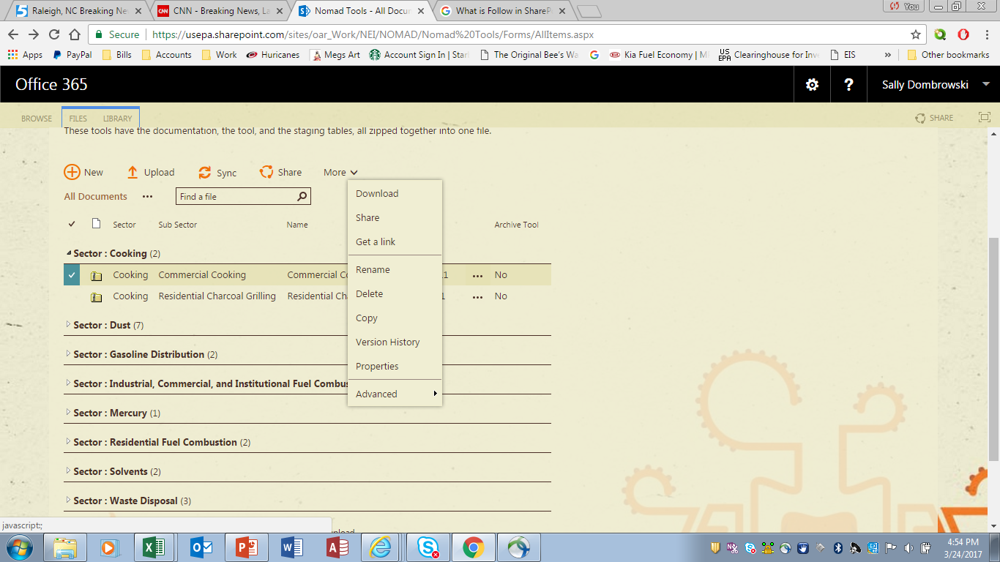 Raleigh, NC Breaking Ne
CNN - Breaking News, La
Nomad Tools - All Docu
What is Follow in ShareP
You
Secure
https://usepa.sharepoint.com/sites/oar_Work/NEI/NOMAD/Nomad%20Tools/Forms/AllItems.aspx
Apps
PayPal
Bills
Accounts
Work
Huricanes
Megs Art
Account Sign In | Star
The Original Bee's Wa
Kia Fuel Economy | M
US EPA
Clearinghouse for Inv
EIS
Other bookmarks
Office 365
?
Sally Dombrowski
BROWSE
FILES
LIBRARY
SHARE
These tools have the documentation, the tool, and the staging tables, all zipped together into one file.
New
Upload
Sync
Share
More
All Documents
Find a file
Download
Share
Get a link
Rename
Delete
Copy
Version History
Properties
Advanced
Sector Sub Sector Name Archive Tool
Sector : Cooking (2)
Cooking Commercial Cooking Commercial Co 11 No
Cooking Residential Charcoal Grilling Residential Ch 1 No
Sector : Dust (7)
Sector : Gasoline Distribution (2)
Sector : Industrial, Commercial, and Institutional Fuel Combus
Sector : Mercury (1)
Sector : Residential Fuel Combustion (2)
Sector : Solvents (2)
Sector : Waste Disposal (3)
javascript:;
4:54 PM
3/24/2017